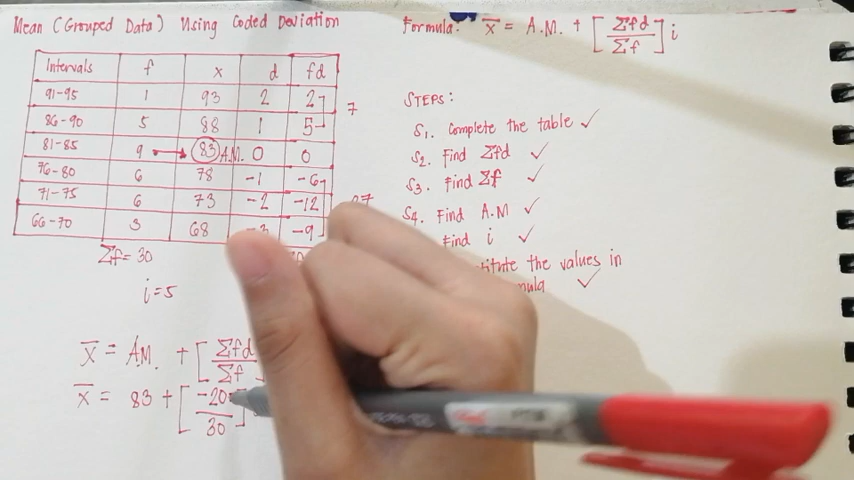 Mean (Grouped Data) Using Coded Deviation
Formula: x̄ = A.M. + [Σfd / Σf] i
Intervals f x d fd
91-95 1 93 2 2
86-90 5 88 1 5
7
81-85 9 83 A.M. 0 0
76-80 6 78 -1 -6
71-75 6 73 -2 -12
66-70 3 68 -3 -9
Σf = 30
i = 5
STEPS:
S1. Complete the table ✓
S2. Find Σfd ✓
S3. Find Σf ✓
S4. Find A.M ✓
Find i ✓
the values in
✓
x̄ = A.M. + [Σfd / Σf
x̄ = 83 + [-20 / 30]